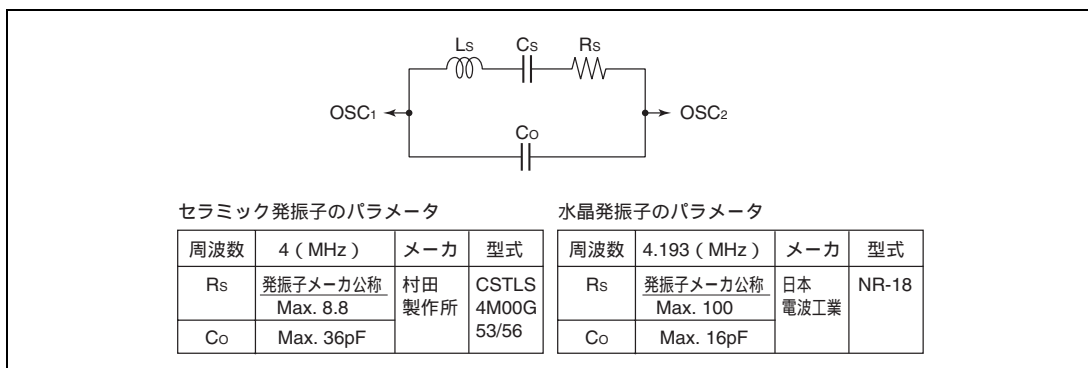 Ls Cs Rs
OSC1 OSC2
Co
セラミック発振子のパラメータ
周波数 4（MHz） メーカ 型式
Rs 発振子メーカ公称 Max. 8.8 村田製作所 CSTLS4M00G53/56
Co Max. 36pF
水晶発振子のパラメータ
周波数 4.193（MHz） メーカ 型式
Rs 発振子メーカ公称 Max. 100 日本電波工業 NR-18
Co Max. 16pF